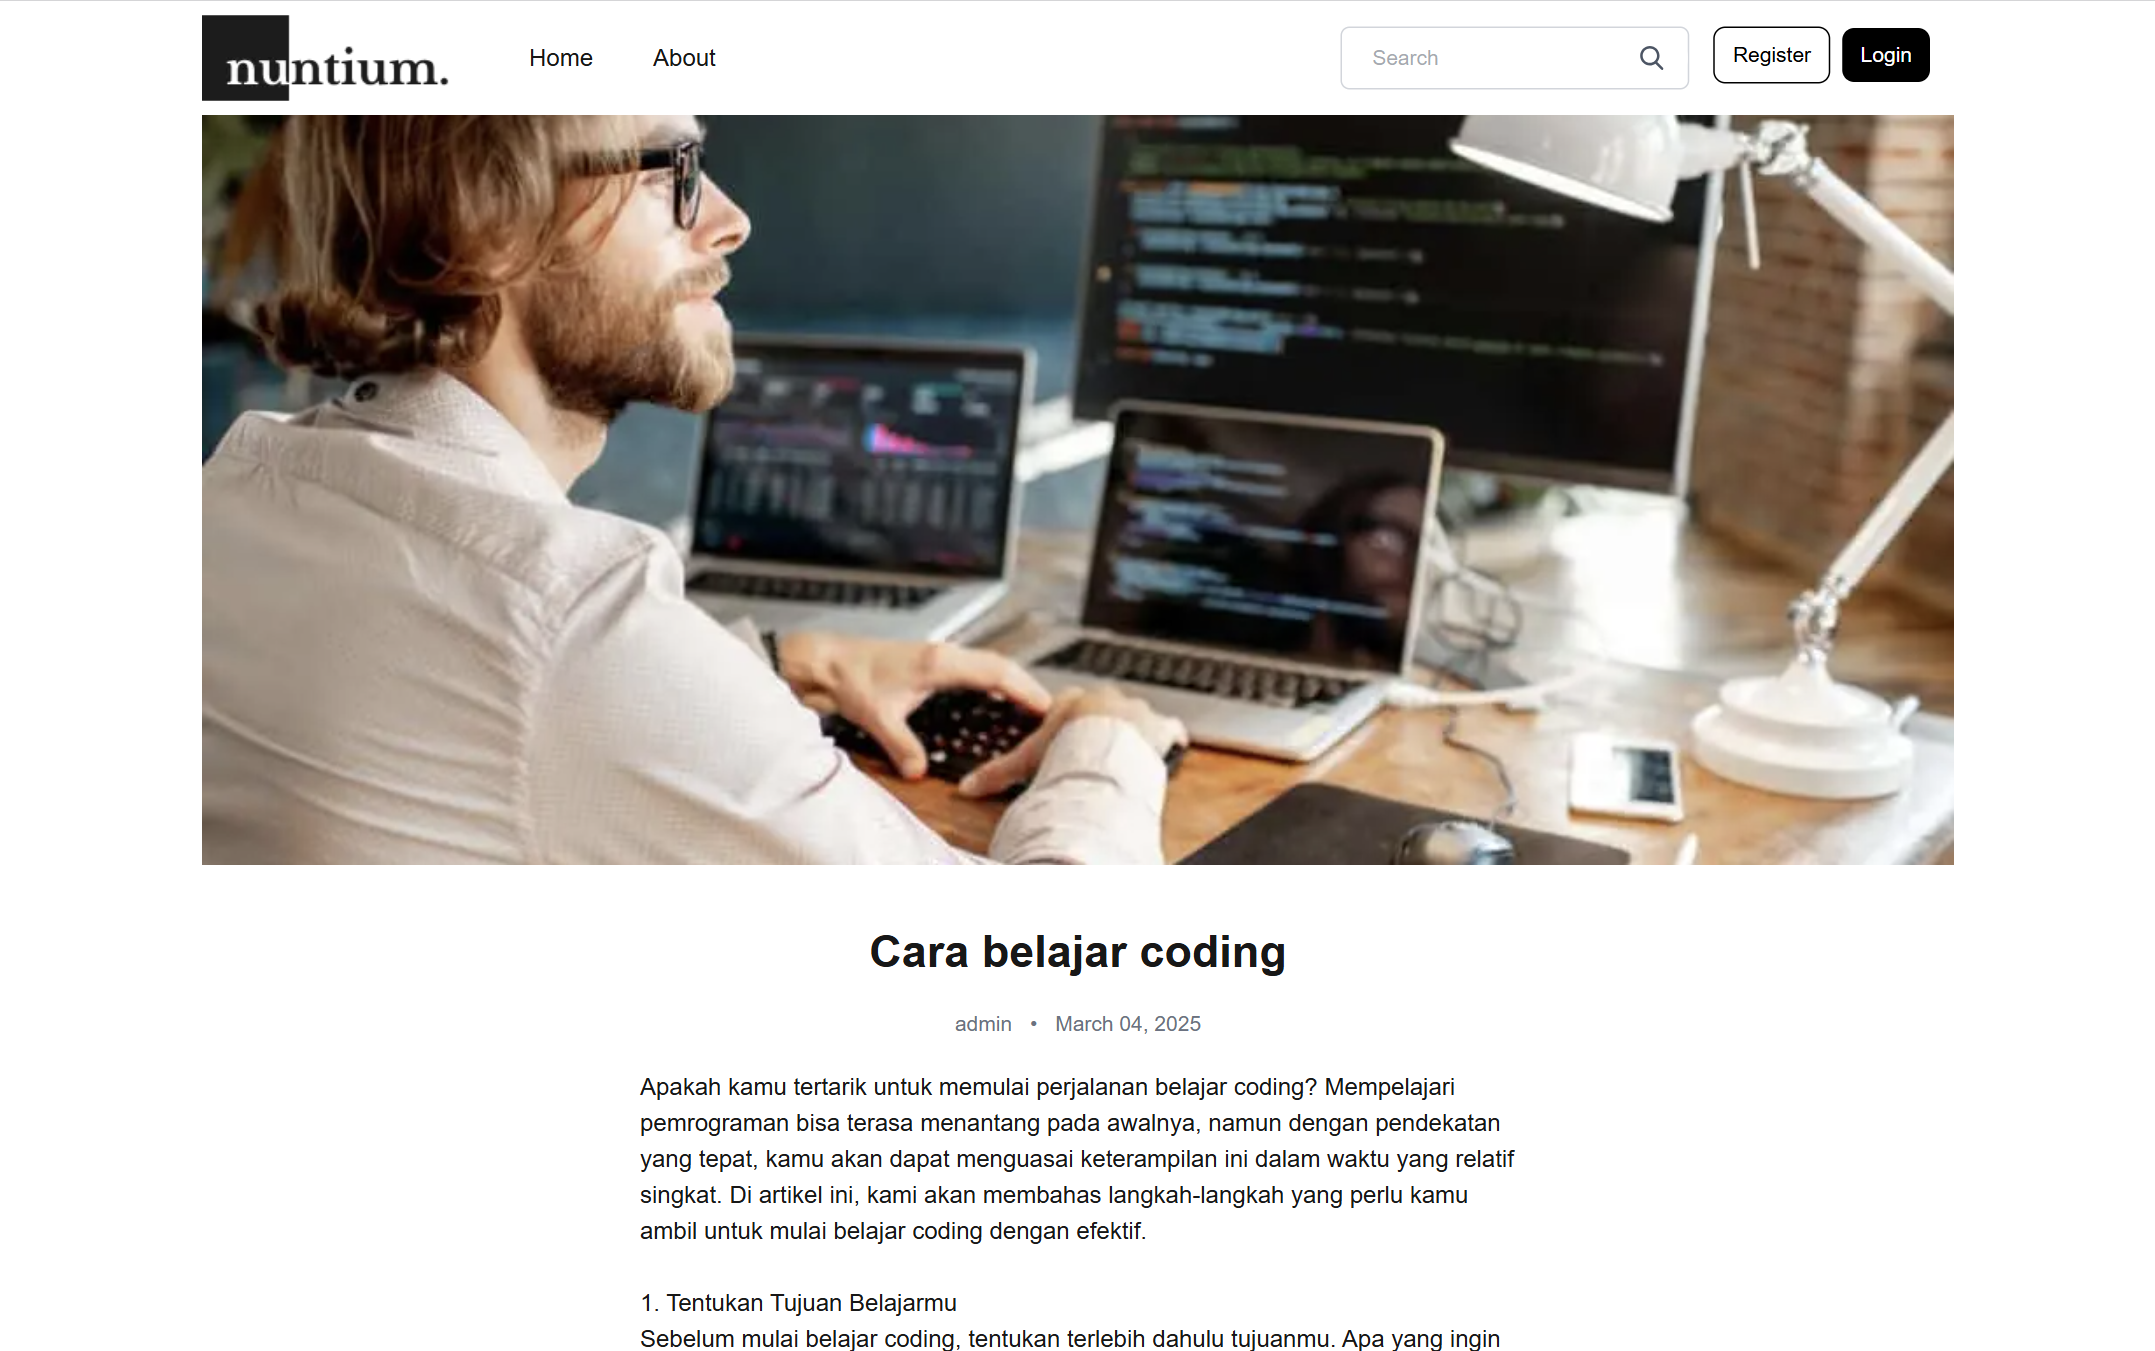 nuntium.
Home
About
Search
Register
Login
Cara belajar coding
admin • March 04, 2025
Apakah kamu tertarik untuk memulai perjalanan belajar coding? Mempelajari
pemrograman bisa terasa menantang pada awalnya, namun dengan pendekatan
yang tepat, kamu akan dapat menguasai keterampilan ini dalam waktu yang relatif
singkat. Di artikel ini, kami akan membahas langkah-langkah yang perlu kamu
ambil untuk mulai belajar coding dengan efektif.
1. Tentukan Tujuan Belajarmu
Sebelum mulai belajar coding, tentukan terlebih dahulu tujuanmu. Apa yang ingin